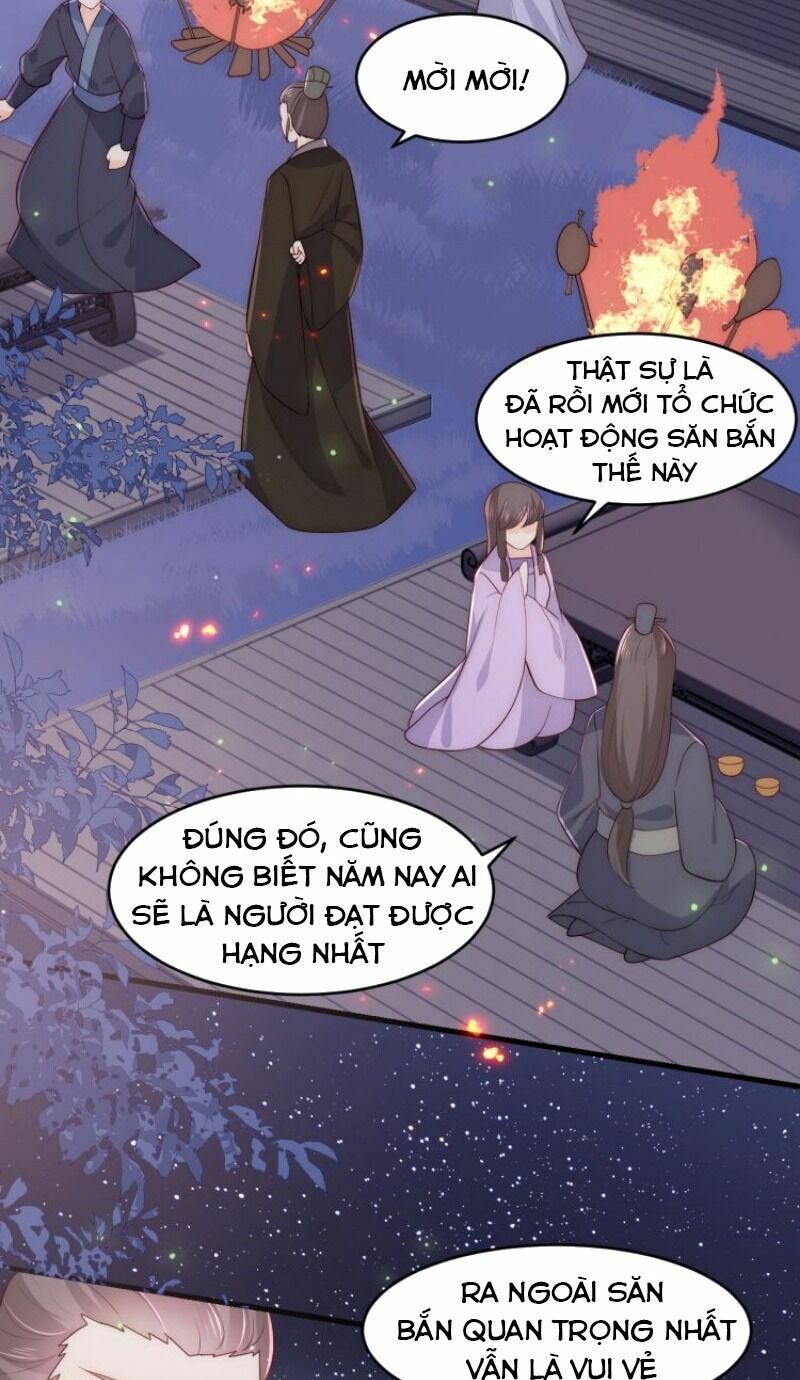 MỜI MỜI!
THẬT SỰ LÀ
ĐÃ RỒI MỚI TỔ CHỨC
HOẠT ĐỘNG SĂN BẮN
THẾ NÀY
ĐÚNG ĐÓ, CŨNG
KHÔNG BIẾT NĂM NAY AI
SẼ LÀ NGƯỜI ĐẠT ĐƯỢC
HẠNG NHẤT
RA NGOÀI SĂN
BẮN QUAN TRỌNG NHẤT
VẪN LÀ VUI VẺ